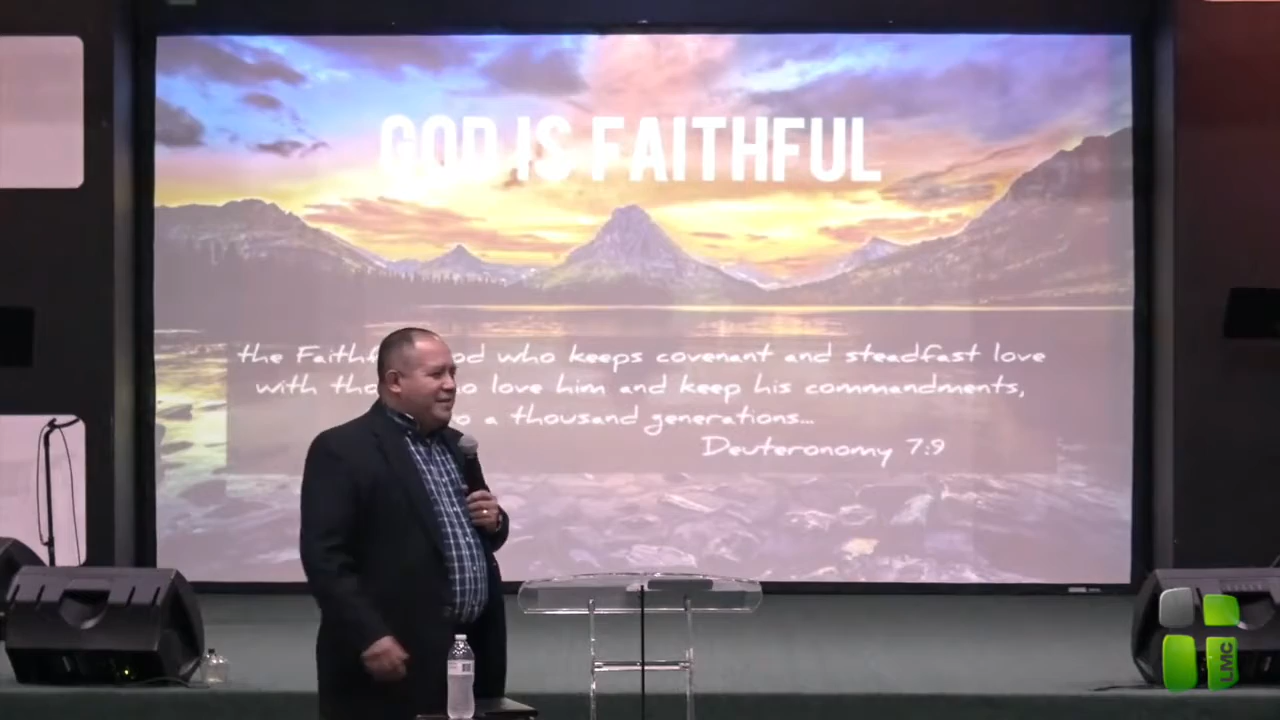 GOD IS FAITHFUL
the Faithf od who keeps covenant and steadfast love
with tho o love him and keep his commandments,
o a thousand generations...
Deuteronomy 7:9
LMC